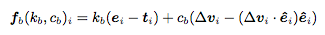 𝒇_b(k_b, c_b)_i = k_b(𝒆_i − 𝒕_i) + c_b(Δ𝒗_i − (Δ𝒗_i · ê_i)ê_i)